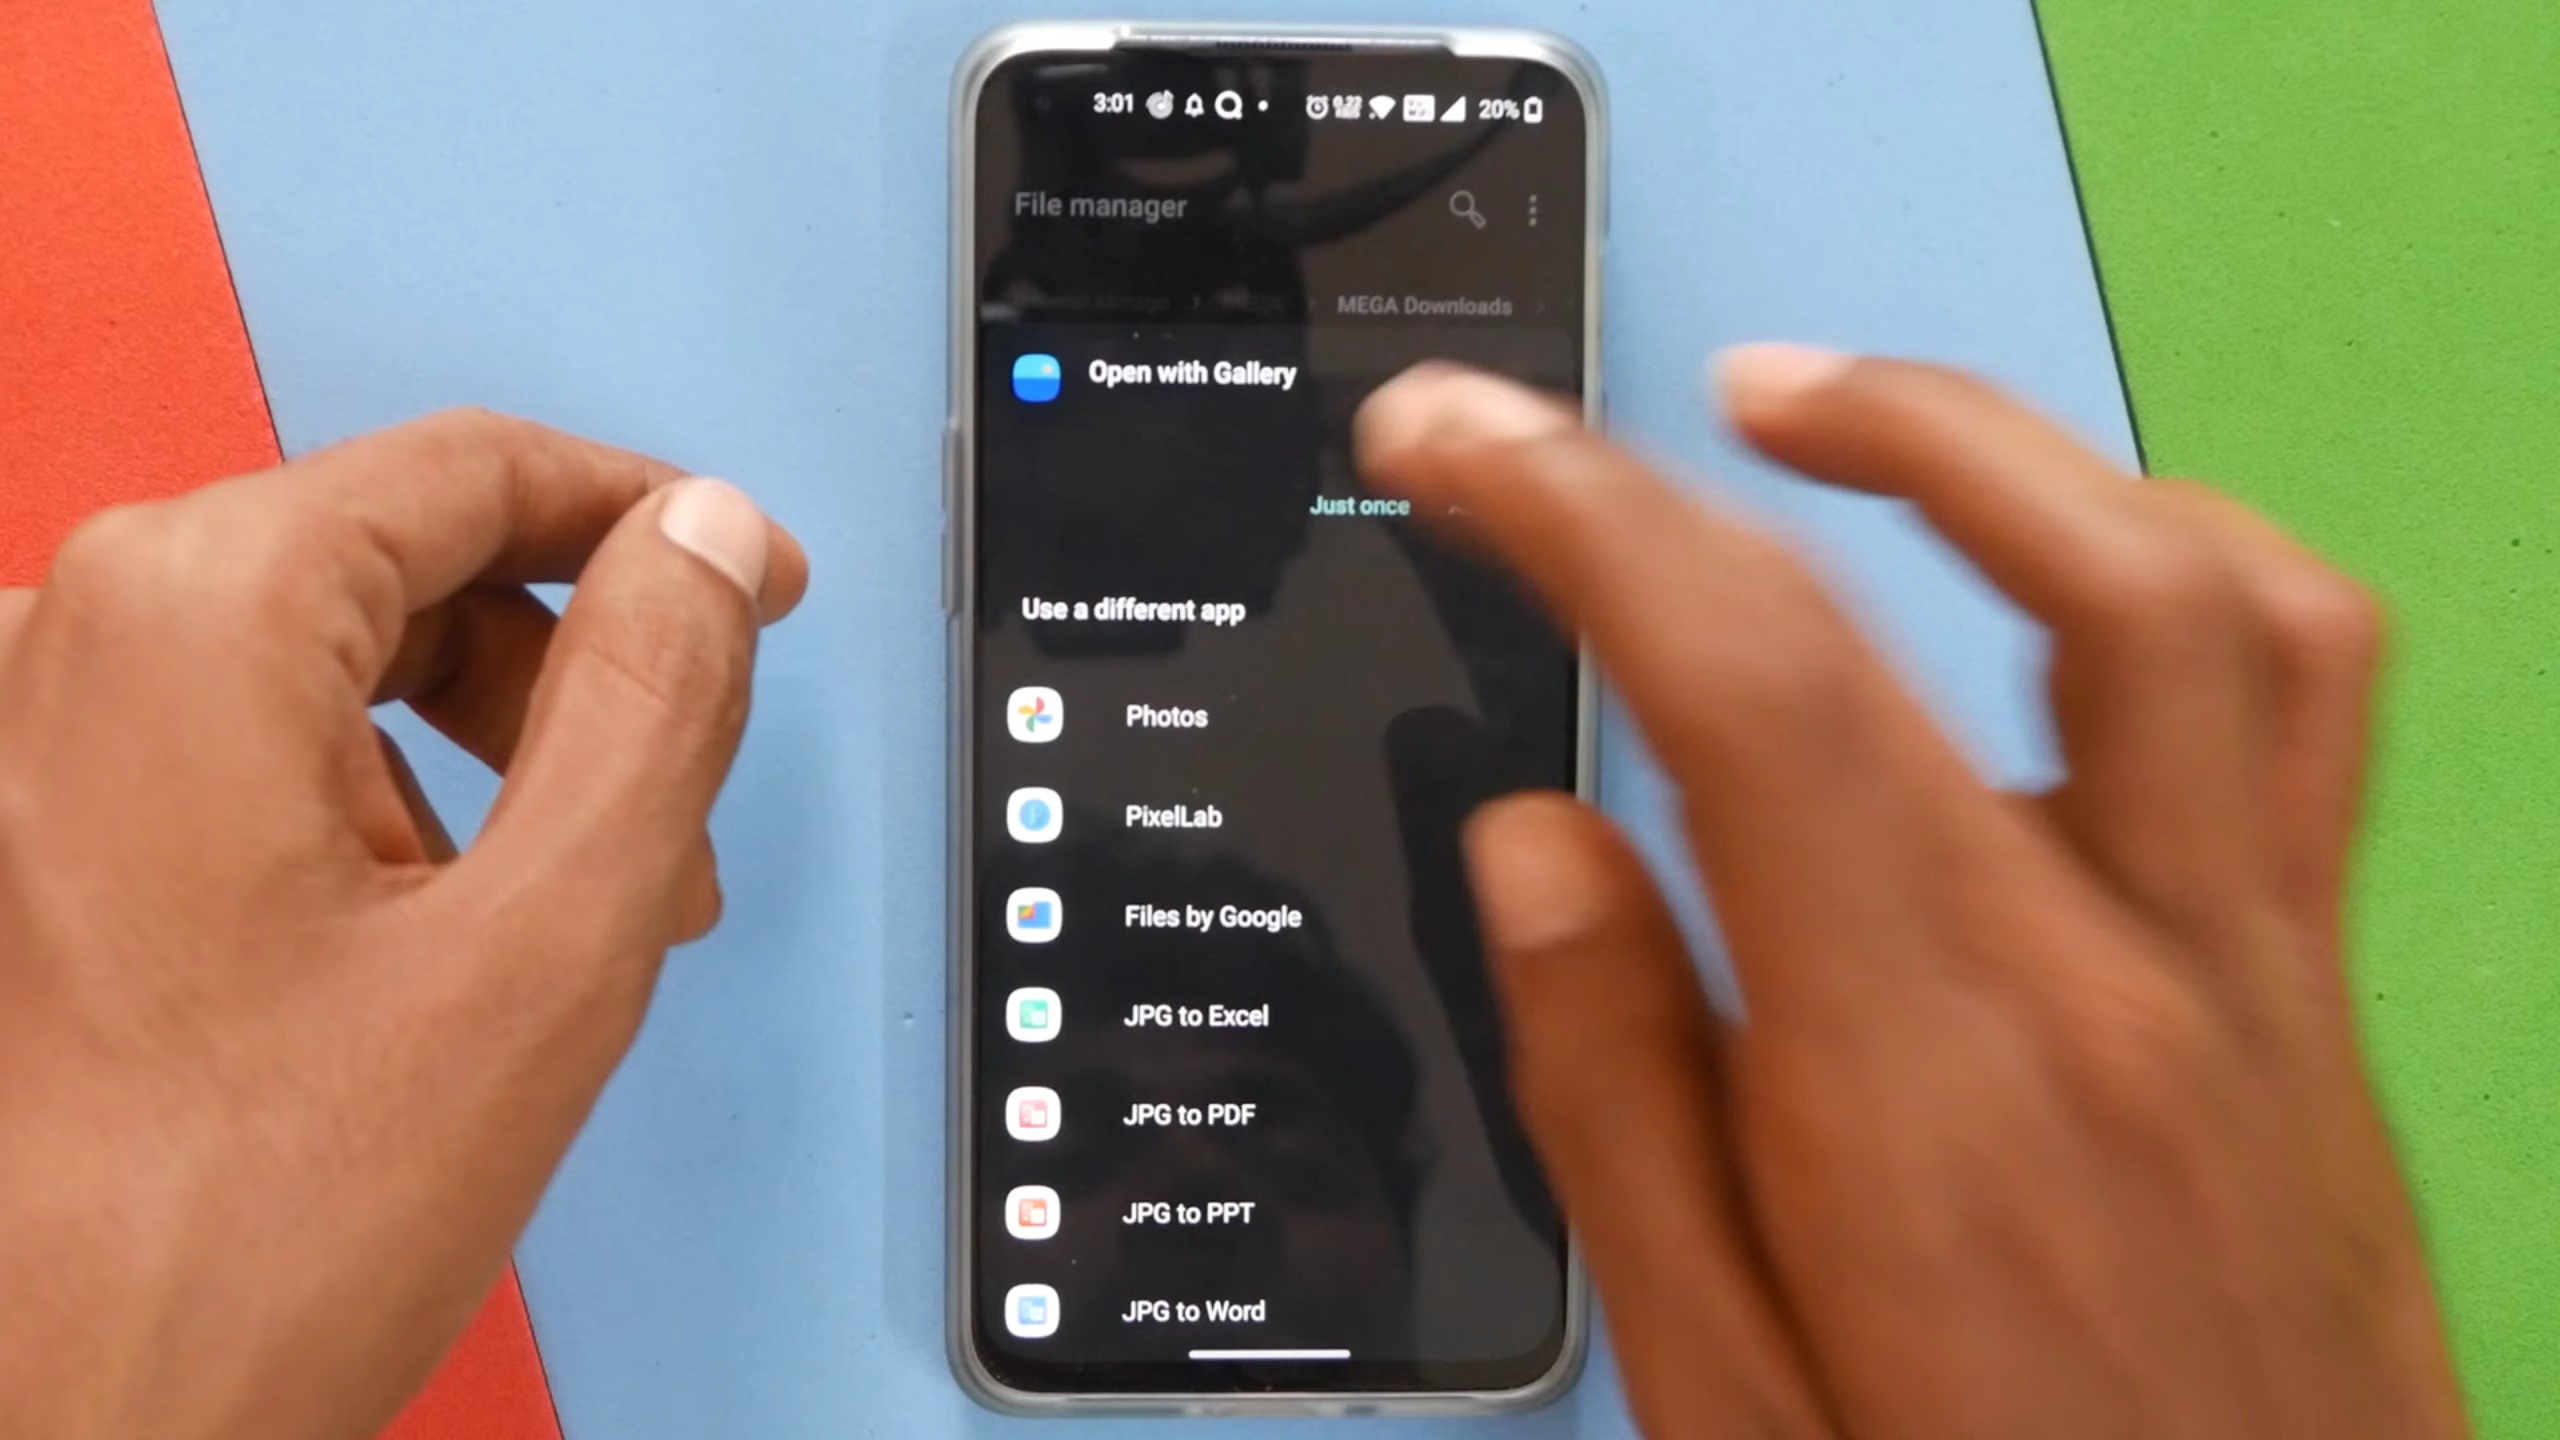 3:01 20%
File manager
MEGA Downloads
Open with Gallery
Just once
Use a different app
Photos
PixelLab
Files by Google
JPG to Excel
JPG to PDF
JPG to PPT
JPG to Word